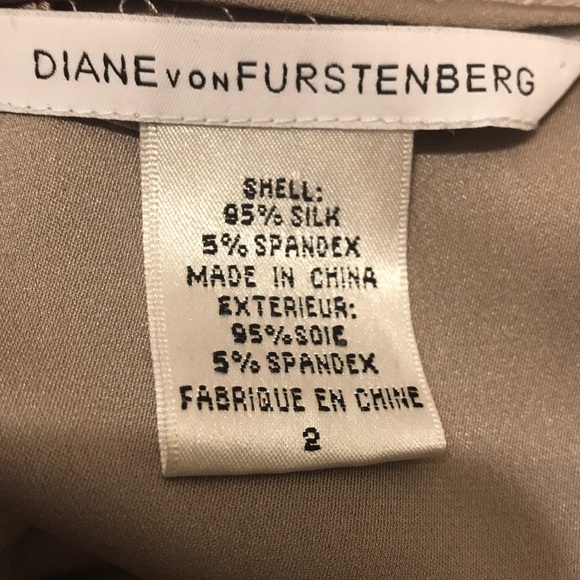 DIANE VON FURSTENBERG
SHELL:
95% SILK
5% SPANDEX
MADE IN CHINA
EXTERIEUR:
95% SOIE
5% SPANDEX
FABRIQUE EN CHINE
2